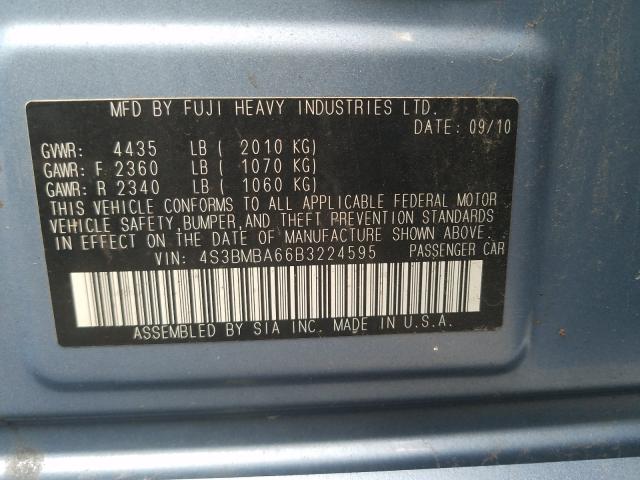 MFD BY FUJI HEAVY INDUSTRIES LTD.
DATE: 09/10
GVWR: 4435 LB ( 2010 KG)
GAWR: F 2360 LB ( 1070 KG)
GAWR: R 2340 LB ( 1060 KG)
THIS VEHICLE CONFORMS TO ALL APPLICABLE FEDERAL MOTOR
VEHICLE SAFETY,BUMPER,AND THEFT PREVENTION STANDARDS
IN EFFECT ON THE DATE OF MANUFACTURE SHOWN ABOVE.
VIN: 4S3BMBA66B3224595 PASSENGER CAR
ASSEMBLED BY SIA INC. MADE IN U.S.A.